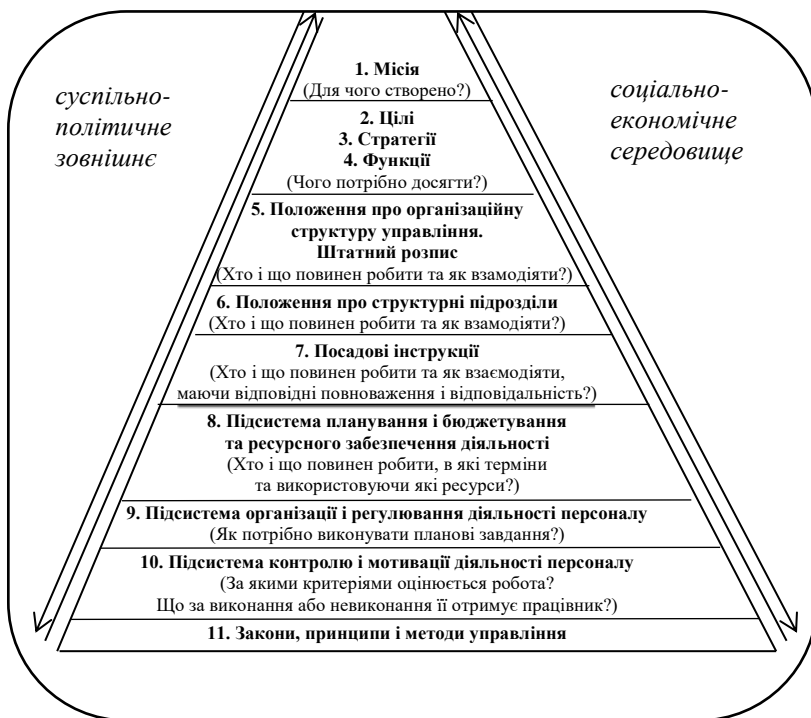 суспільно-
політичне
зовнішнє
соціально-
економічне
середовище
1. Місія
(Для чого створено?)
2. Цілі
3. Стратегії
4. Функції
(Чого потрібно досягти?)
5. Положення про організаційну
структуру управління.
Штатний розпис
(Хто і що повинен робити та як взамодіяти?)
6. Положення про структурні підрозділи
(Хто і що повинен робити та як взамодіяти?)
7. Посадові інструкції
(Хто і що повинен робити та як взаємодіяти,
маючи відповідні повноваження і відповідальність?)
8. Підсистема планування і бюджетування
та ресурсного забезпечення діяльності
(Хто і що повинен робити, в які терміни
та використовуючи які ресурси?)
9. Підсистема організації і регулювання діяльності персоналу
(Як потрібно виконувати планові завдання?)
10. Підсистема контролю і мотивації діяльності персоналу
(За якими критеріями оцінюється робота?
Що за виконання або невиконання її отримує працівник?)
11. Закони, принципи і методи управління